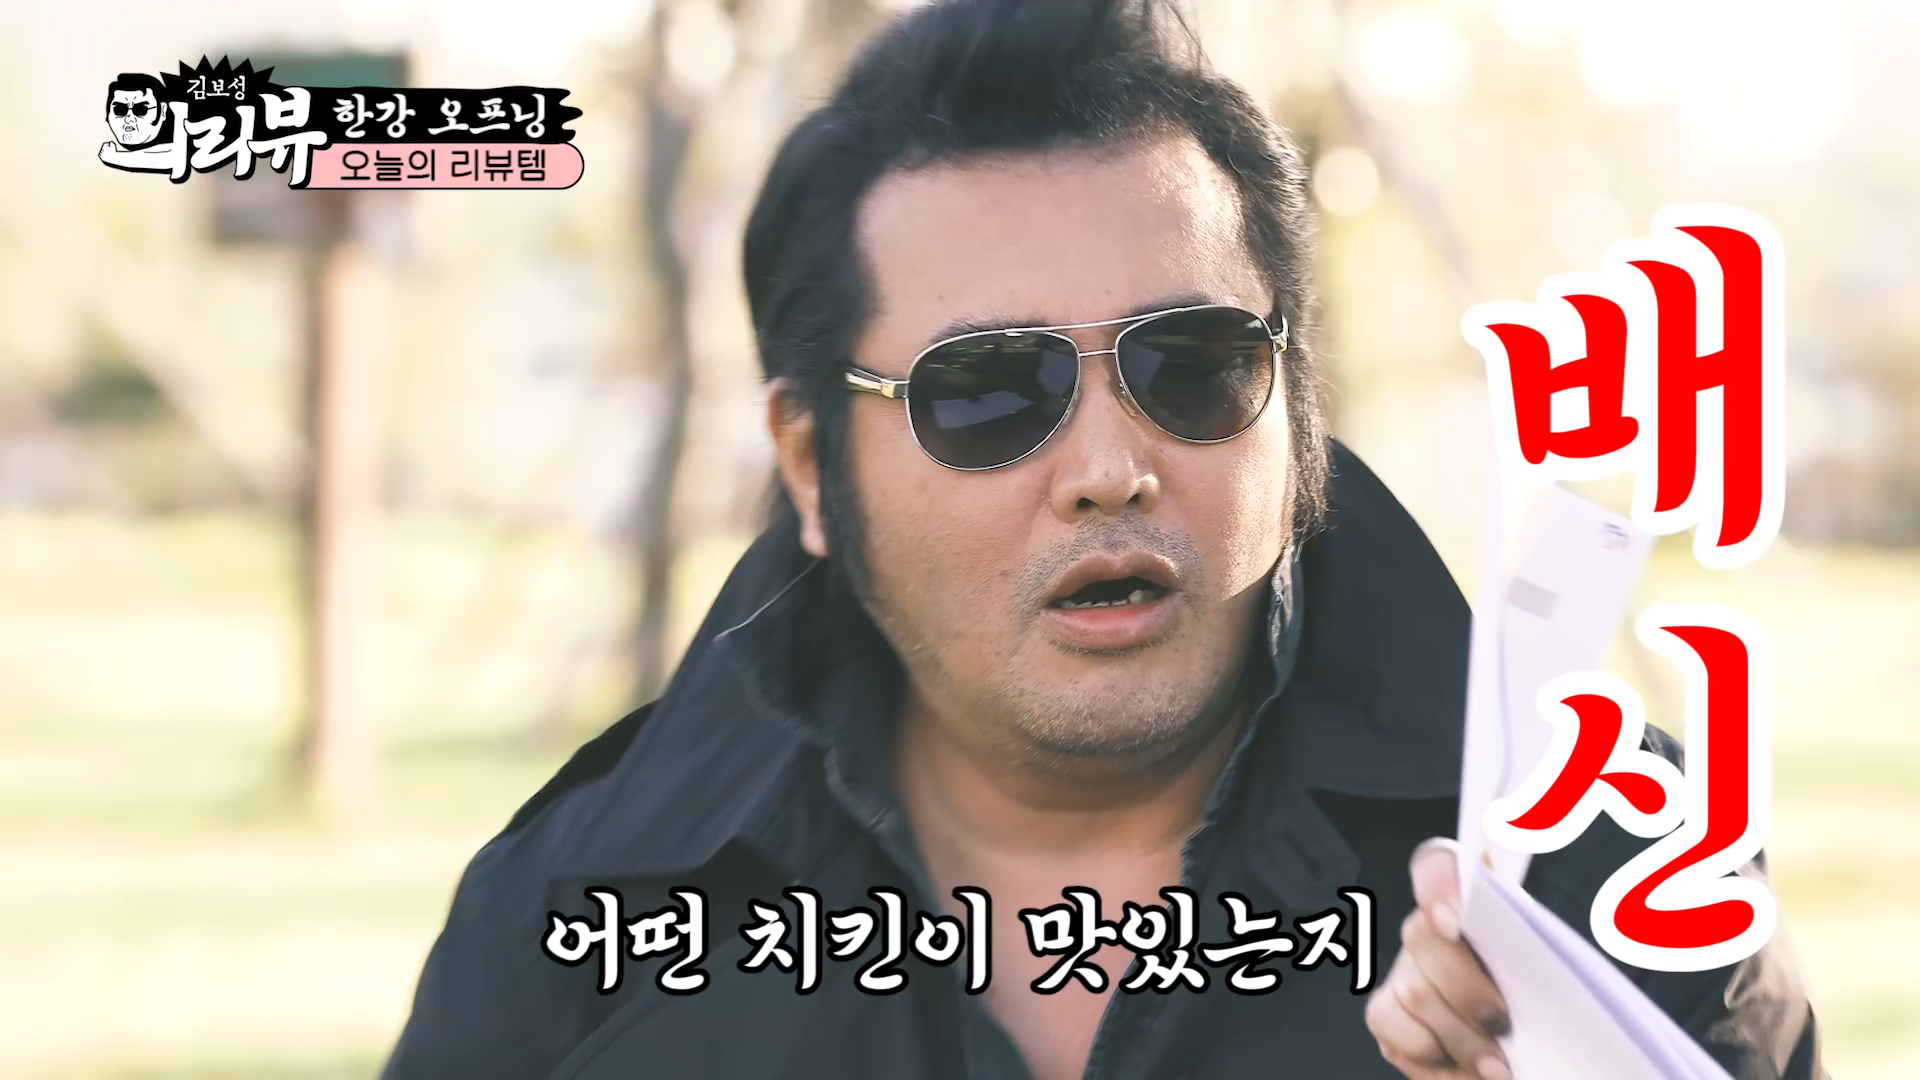 김보성
의리뷰
한강 오프닝
오늘의 리뷰템
배신
어떤 치킨이 맛있는지